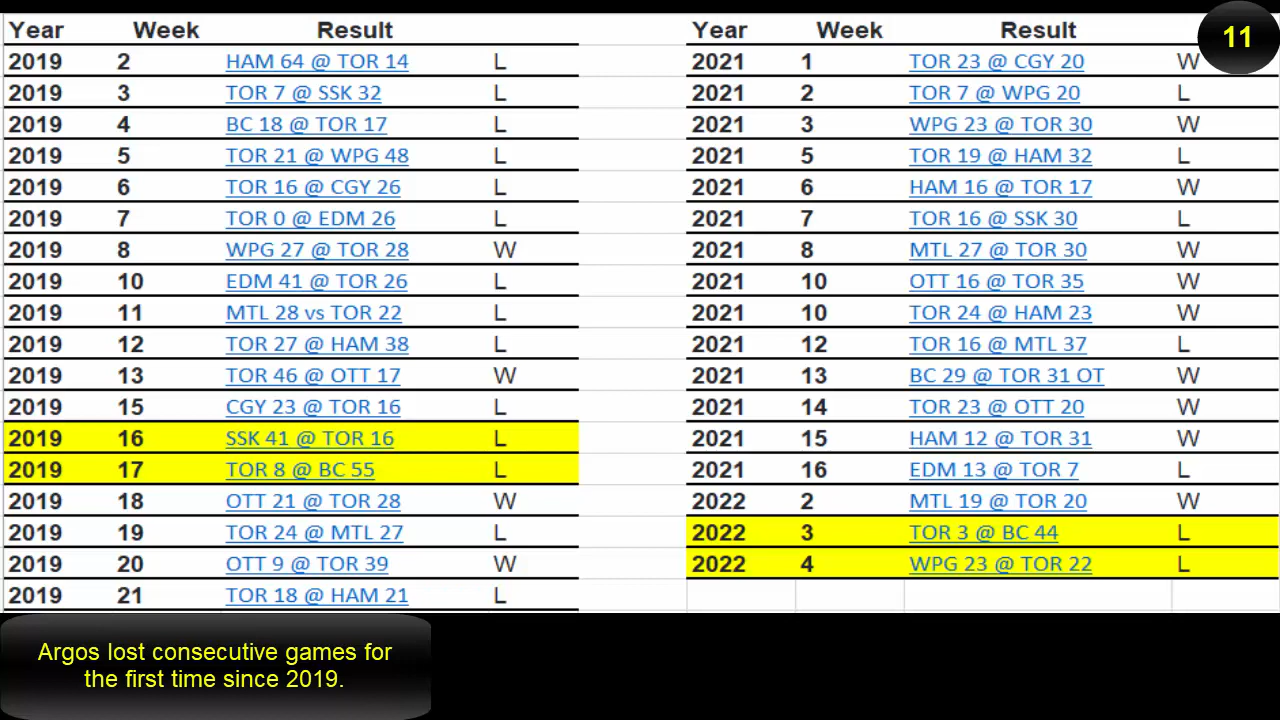 Year Week Result
2019 2 HAM 64 @ TOR 14 L
2019 3 TOR 7 @ SSK 32 L
2019 4 BC 18 @ TOR 17 L
2019 5 TOR 21 @ WPG 48 L
2019 6 TOR 16 @ CGY 26 L
2019 7 TOR 0 @ EDM 26 L
2019 8 WPG 27 @ TOR 28 W
2019 10 EDM 41 @ TOR 26 L
2019 11 MTL 28 vs TOR 22 L
2019 12 TOR 27 @ HAM 38 L
2019 13 TOR 46 @ OTT 17 W
2019 15 CGY 23 @ TOR 16 L
2019 16 SSK 41 @ TOR 16 L
2019 17 TOR 8 @ BC 55 L
2019 18 OTT 21 @ TOR 28 W
2019 19 TOR 24 @ MTL 27 L
2019 20 OTT 9 @ TOR 39 W
2019 21 TOR 18 @ HAM 21 L
Year Week Result
11
2021 1 TOR 23 @ CGY 20 W
2021 2 TOR 7 @ WPG 20 L
2021 3 WPG 23 @ TOR 30 W
2021 5 TOR 19 @ HAM 32 L
2021 6 HAM 16 @ TOR 17 W
2021 7 TOR 16 @ SSK 30 L
2021 8 MTL 27 @ TOR 30 W
2021 10 OTT 16 @ TOR 35 W
2021 10 TOR 24 @ HAM 23 W
2021 12 TOR 16 @ MTL 37 L
2021 13 BC 29 @ TOR 31 OT W
2021 14 TOR 23 @ OTT 20 W
2021 15 HAM 12 @ TOR 31 W
2021 16 EDM 13 @ TOR 7 L
2022 2 MTL 19 @ TOR 20 W
2022 3 TOR 3 @ BC 44 L
2022 4 WPG 23 @ TOR 22 L
Argos lost consecutive games for
the first time since 2019.